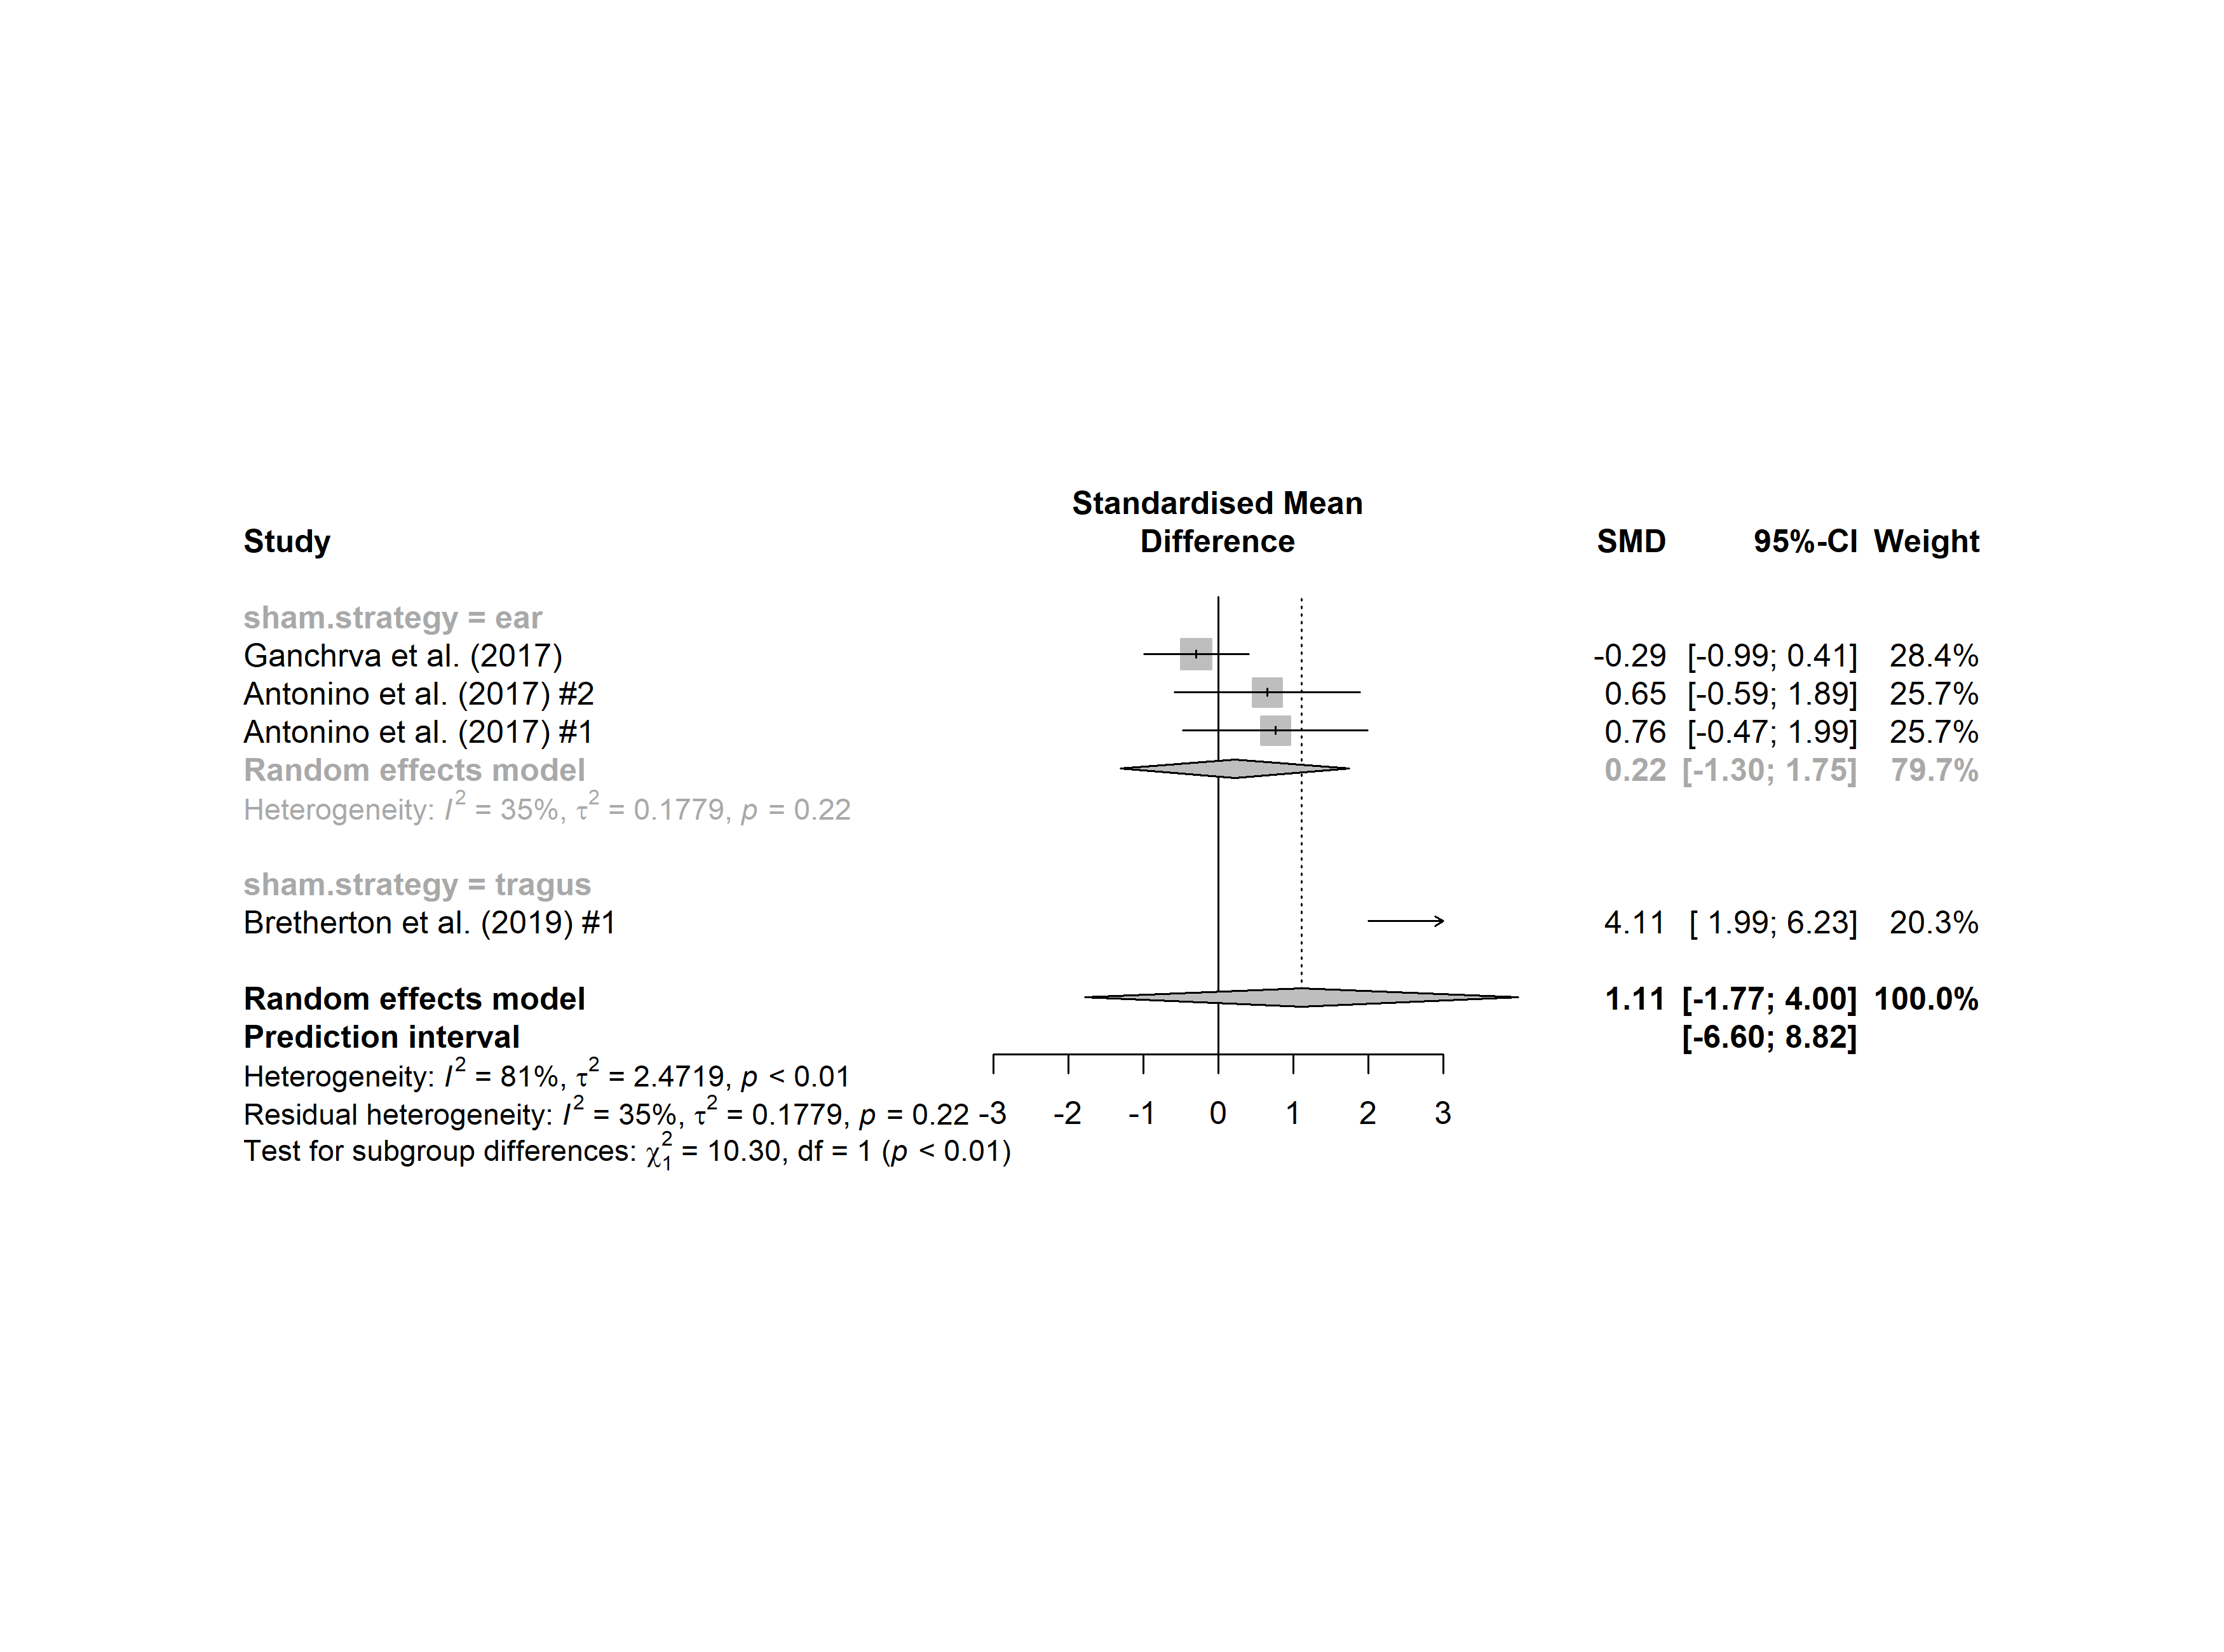 Standardised Mean
Study Difference SMD 95%-CI Weight
sham.strategy = ear
Ganchrva et al. (2017) -0.29 [-0.99; 0.41] 28.4%
Antonino et al. (2017) #2 0.65 [-0.59; 1.89] 25.7%
Antonino et al. (2017) #1 0.76 [-0.47; 1.99] 25.7%
Random effects model 0.22 [-1.30; 1.75] 79.7%
Heterogeneity: I² = 35%, τ² = 0.1779, p = 0.22
sham.strategy = tragus
Bretherton et al. (2019) #1 4.11 [ 1.99; 6.23] 20.3%
Random effects model 1.11 [-1.77; 4.00] 100.0%
Prediction interval [-6.60; 8.82]
Heterogeneity: I² = 81%, τ² = 2.4719, p < 0.01
Residual heterogeneity: I² = 35%, τ² = 0.1779, p = 0.22 -3 -2 -1 0 1 2 3
Test for subgroup differences: χ²₁ = 10.30, df = 1 (p < 0.01)